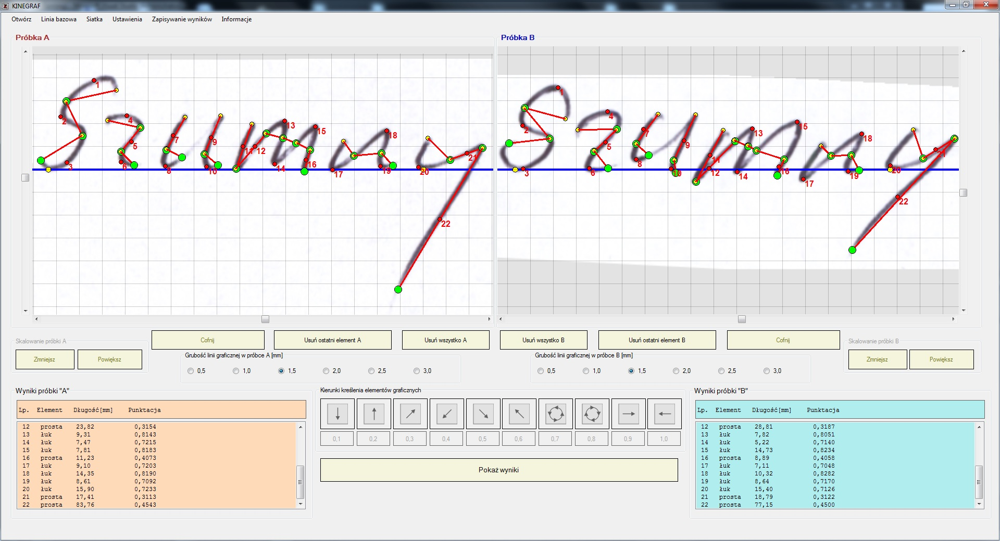 KINEGRAF
Otwórz Linia bazowa Siatka Ustawienia Zapisywanie wyników Informacje
Próbka A
1
2
3
4
5
6
7
8
9
10
11
12
13
14
15
16
17
18
19
20
21
22
Próbka B
1
2
3
4
5
6
7
8
9
10
11
12
13
14
15
16
17
18
19
20
21
22
Cofnij Usuń ostatni element A Usuń wszystko A Usuń wszystko B Usuń ostatni element B Cofnij
Skalowanie próbki A
Zmniejsz Powiększ
Grubość linii graficznej w próbce A [mm]
0,5 1,0 1,5 2,0 2,5 3,0
Grubość linii graficznej w próbce B [mm]
0,5 1,0 1,5 2,0 2,5 3,0
Skalowanie próbki B
Zmniejsz Powiększ
Wyniki próbki "A"
Lp. Element Długość[mm] Punktacja
12 prosta 23,82 0,3154
13 łuk 9,31 0,8143
14 łuk 7,47 0,7215
15 łuk 7,81 0,8183
16 prosta 11,23 0,4073
17 łuk 9,10 0,7203
18 łuk 14,35 0,8190
19 łuk 8,61 0,7092
20 łuk 15,90 0,7233
21 prosta 17,41 0,3113
22 prosta 83,76 0,4543
Kierunki kreślenia elementów graficznych
0,1 0,2 0,3 0,4 0,5 0,6 0,7 0,8 0,9 1,0
Pokaż wyniki
Wyniki próbki "B"
Lp. Element Długość[mm] Punktacja
12 prosta 28,81 0,3187
13 łuk 7,82 0,8051
14 łuk 5,22 0,7140
15 łuk 14,73 0,8234
16 prosta 8,89 0,4058
17 łuk 7,11 0,7048
18 łuk 10,32 0,8282
19 łuk 8,64 0,7170
20 łuk 15,40 0,7126
21 prosta 18,79 0,3122
22 prosta 77,15 0,4500